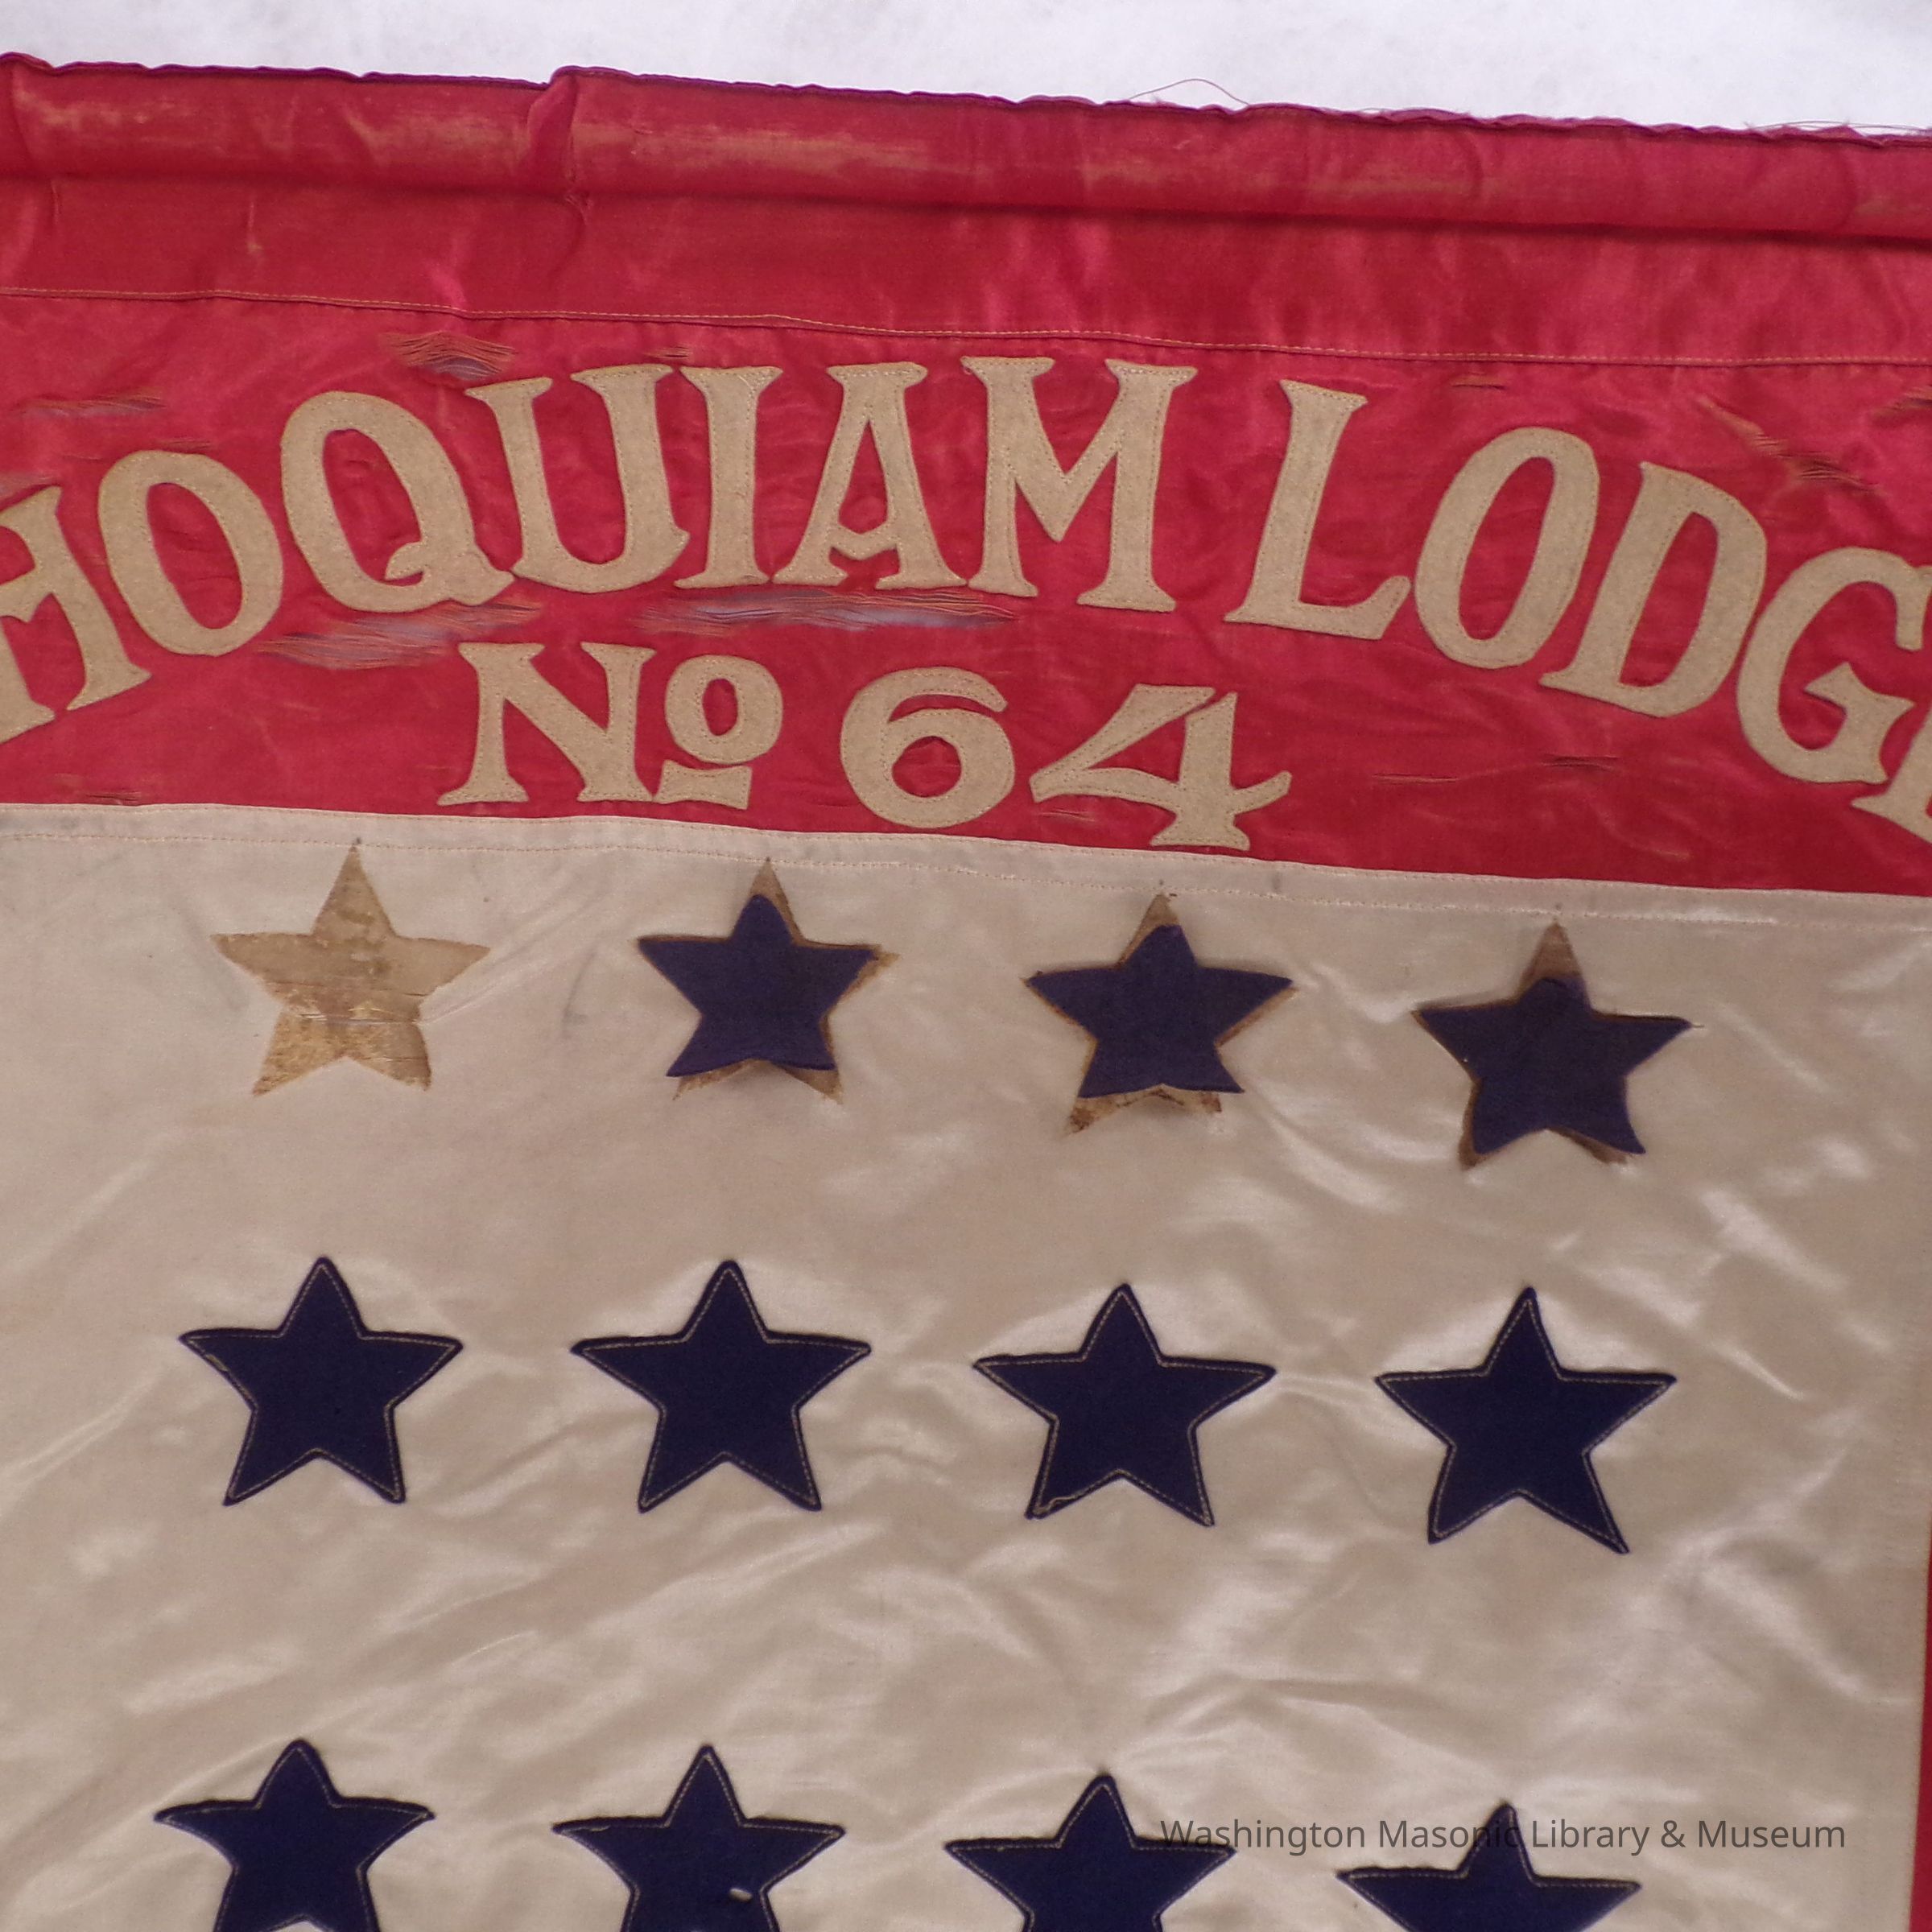 HOQUIAM LODGE
No 64
Washington Masonic Library & Museum